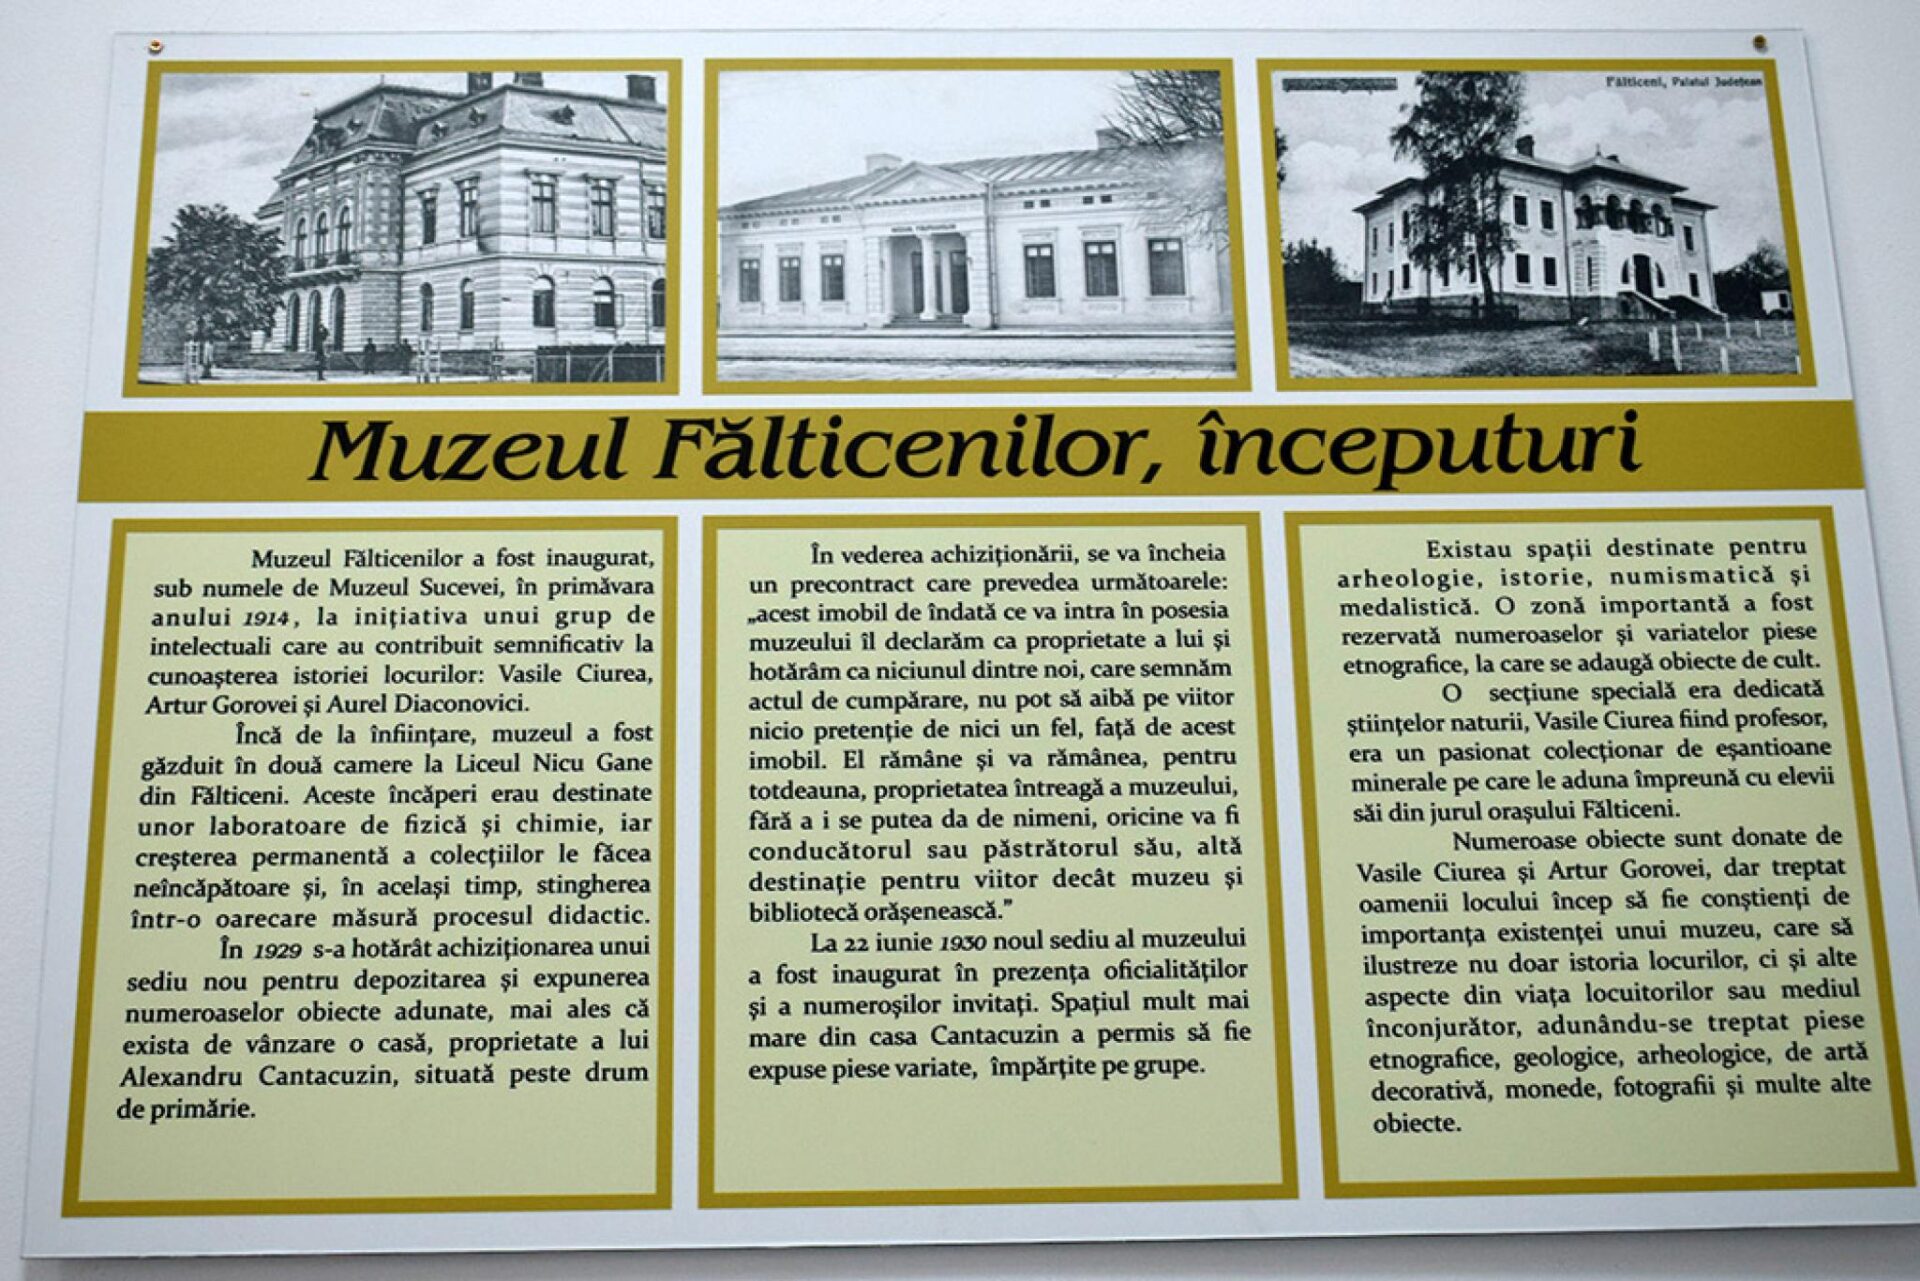 Fălticeni, Palatul Județean
Muzeul Fălticenilor, începuturi
Muzeul Fălticenilor a fost inaugurat,
sub numele de Muzeul Sucevei, în primăvara
anului 1914, la inițiativa unui grup de
intelectuali care au contribuit semnificativ la
cunoașterea istoriei locurilor: Vasile Ciurea,
Artur Gorovei și Aurel Diaconovici.
Încă de la înființare, muzeul a fost
găzduit în două camere la Liceul Nicu Gane
din Fălticeni. Aceste încăperi erau destinate
unor laboratoare de fizică și chimie, iar
creșterea permanentă a colecțiilor le făcea
neîncăpătoare și, în același timp, stingherea
într-o oarecare măsură procesul didactic.
În 1929 s-a hotărât achiziționarea unui
sediu nou pentru depozitarea și expunerea
numeroaselor obiecte adunate, mai ales că
exista de vânzare o casă, proprietate a lui
Alexandru Cantacuzin, situată peste drum
de primărie.
În vederea achiziționării, se va încheia
un precontract care prevedea următoarele:
„acest imobil de îndată ce va intra în posesia
muzeului îl declarăm ca proprietate a lui și
hotărâm ca niciunul dintre noi, care semnăm
actul de cumpărare, nu pot să aibă pe viitor
nicio pretenție de nici un fel, față de acest
imobil. El rămâne și va rămânea, pentru
totdeauna, proprietatea întreagă a muzeului,
fără a i se putea da de nimeni, oricine va fi
conducătorul sau păstrătorul său, altă
destinație pentru viitor decât muzeu și
bibliotecă orășenească.”
La 22 iunie 1930 noul sediu al muzeului
a fost inaugurat în prezența oficialităților
și a numeroșilor invitați. Spațiul mult mai
mare din casa Cantacuzin a permis să fie
expuse piese variate, împărțite pe grupe.
Existau spații destinate pentru
arheologie, istorie, numismatică și
medalistică. O zonă importantă a fost
rezervată numeroaselor și variatelor piese
etnografice, la care se adaugă obiecte de cult.
O secțiune specială era dedicată
științelor naturii, Vasile Ciurea fiind profesor,
era un pasionat colecționar de eșantioane
minerale pe care le aduna împreună cu elevii
săi din jurul orașului Fălticeni.
Numeroase obiecte sunt donate de
Vasile Ciurea și Artur Gorovei, dar treptat
oamenii locului încep să fie conștienți de
importanța existenței unui muzeu, care să
ilustreze nu doar istoria locurilor, ci și alte
aspecte din viața locuitorilor sau mediul
înconjurător, adunându-se treptat piese
etnografice, geologice, arheologice, de artă
decorativă, monede, fotografii și multe alte
obiecte.